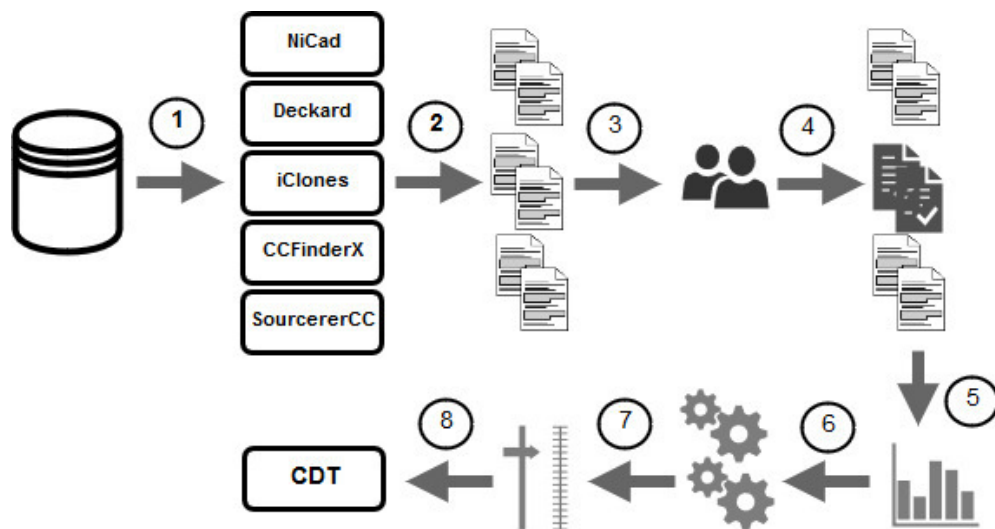 1
NiCad
Deckard
iClones
CCFinderX
SourcererCC
2
3
4
5
6
7
8
CDT